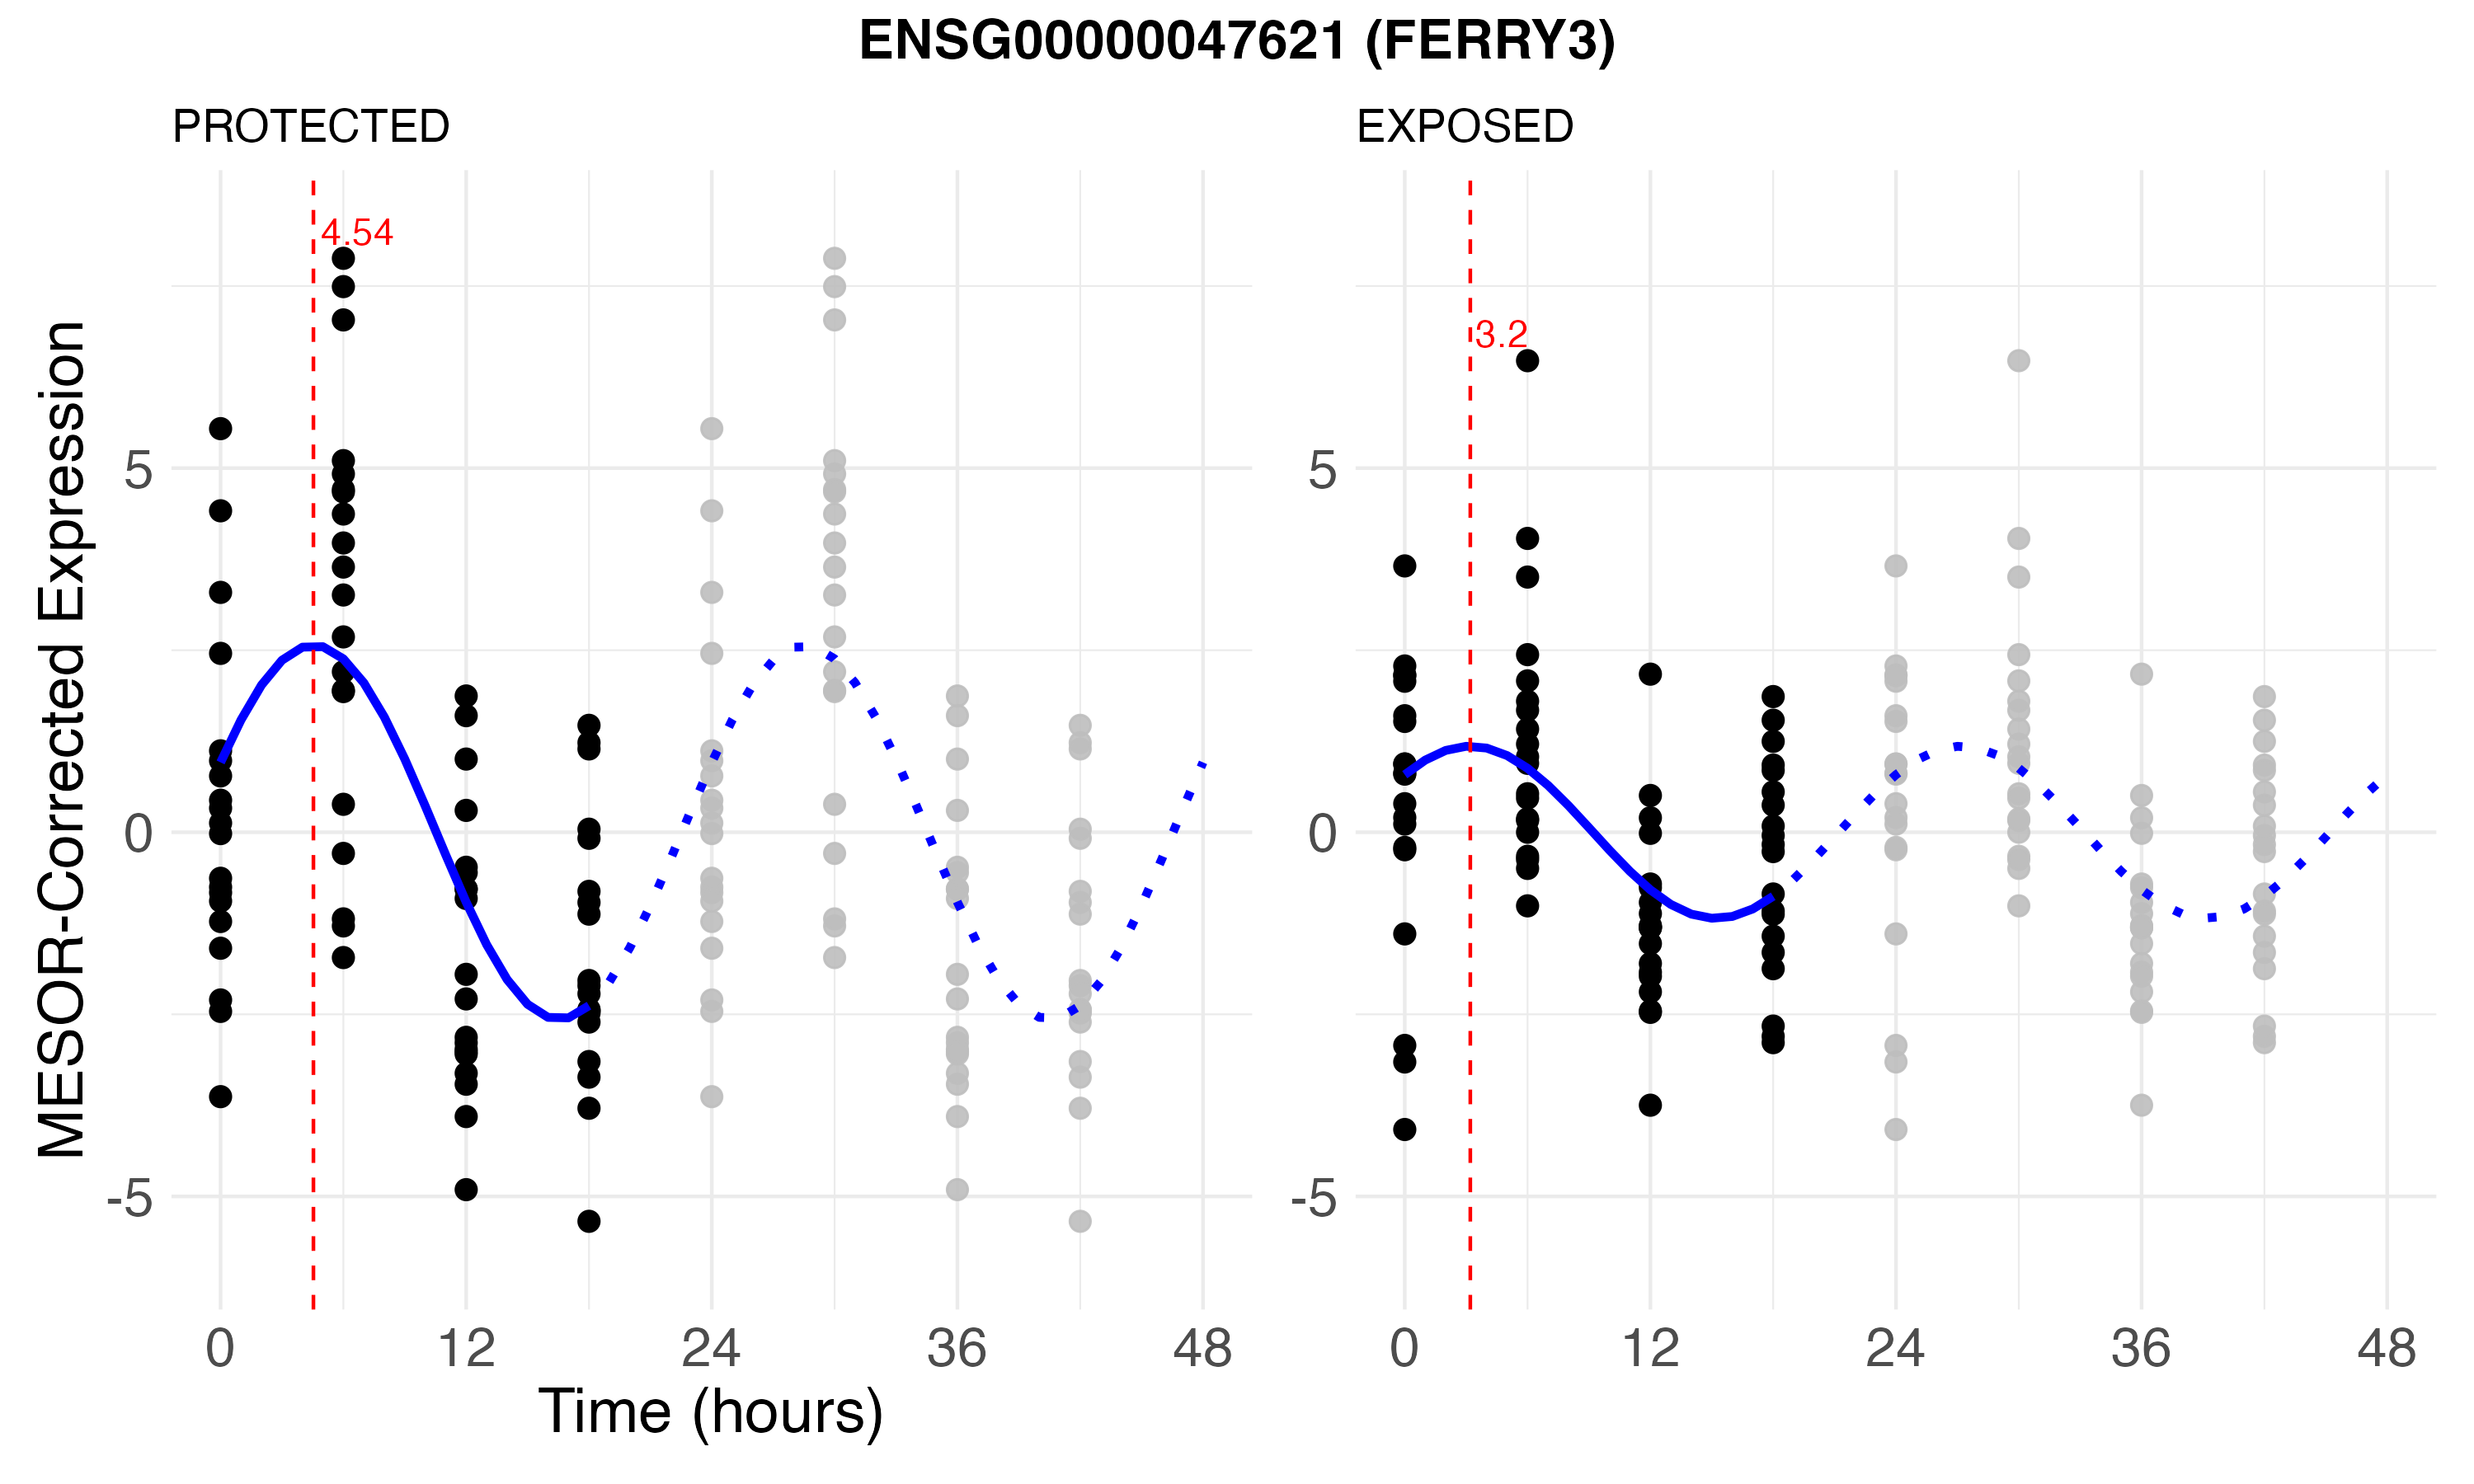 ENSG00000047621 (FERRY3)
PROTECTED
EXPOSED
MESOR-Corrected Expression
4.54
3.2
5
0
-5
5
0
-5
0 12 24 36 48
0 12 24 36 48
Time (hours)